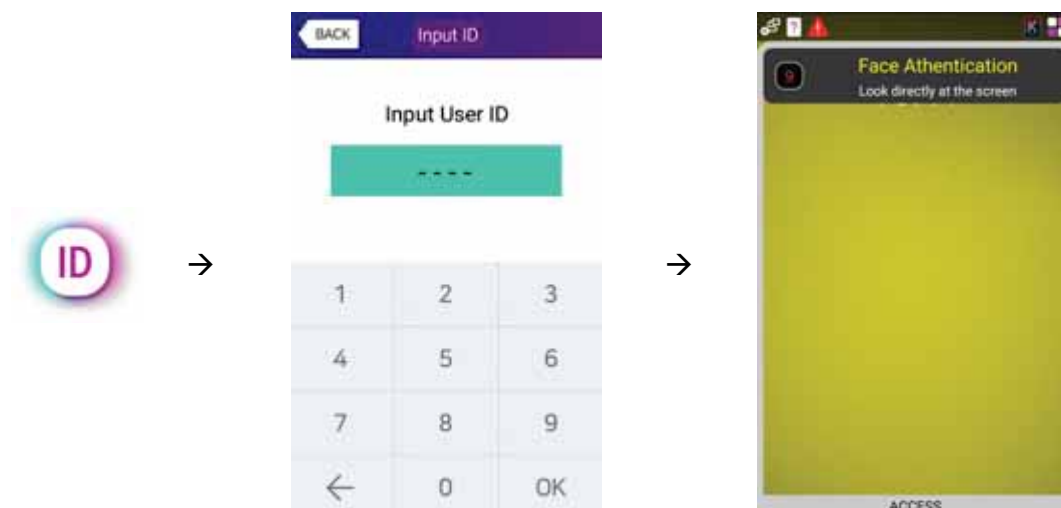 ID
→
BACK
Input ID
Input User ID
----
1 2 3
4 5 6
7 8 9
← 0 OK
→
? ! K
9
Face Athentication
Look directly at the screen
ACCESS